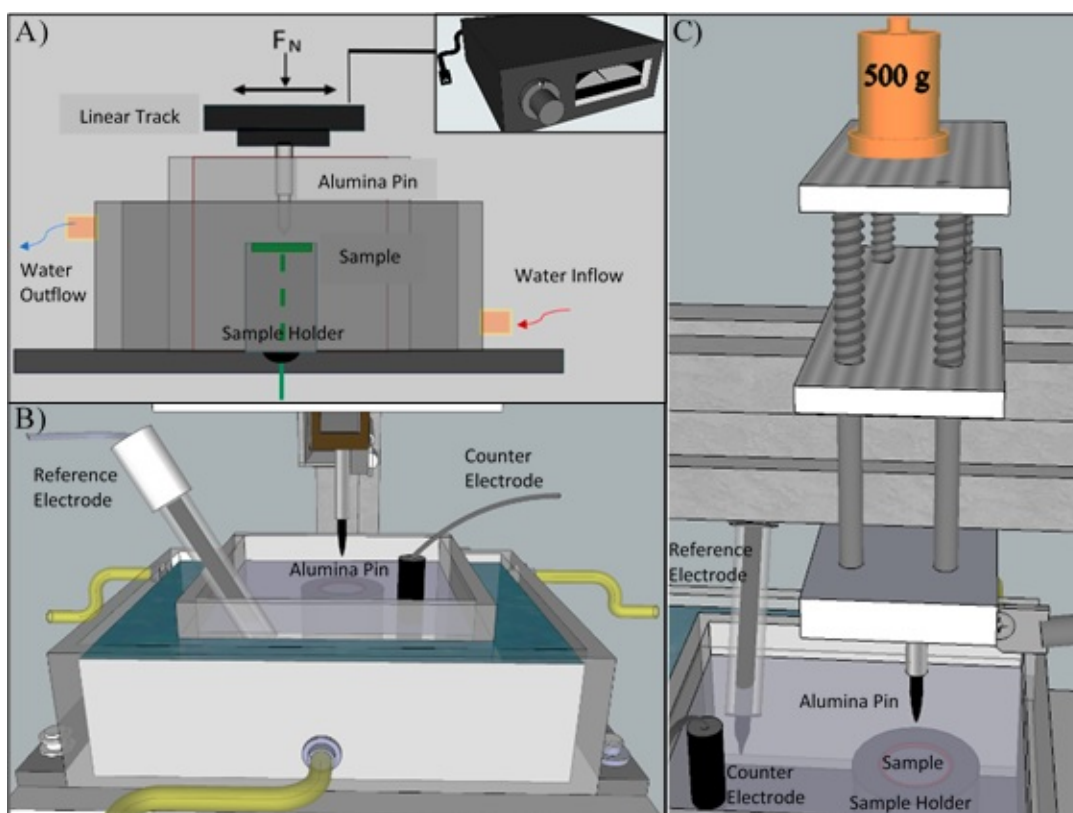 A)
F N
Linear Track
Alumina Pin
Sample
Water
Outflow
Water Inflow
Sample Holder
B)
Reference
Electrode
Counter
Electrode
Alumina Pin
C)
500 g
Reference
Electrode
Alumina Pin
Sample
Counter
Electrode
Sample Holder